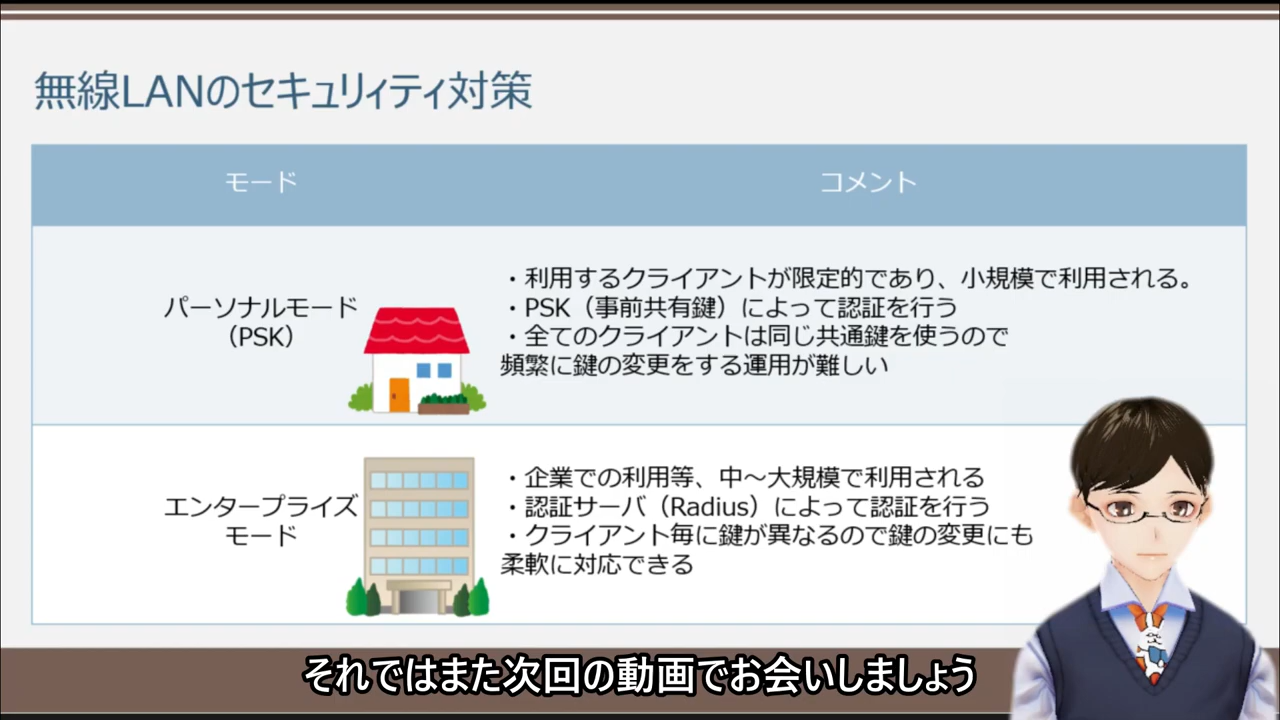 無線LANのセキュリィティ対策
モード
コメント
パーソナルモード
（PSK）
・利用するクライアントが限定的であり、小規模で利用される。
・PSK（事前共有鍵）によって認証を行う
・全てのクライアントは同じ共通鍵を使うので
頻繁に鍵の変更をする運用が難しい
エンタープライズ
モード
・企業での利用等、中～大規模で利用される
・認証サーバ（Radius）によって認証を行う
・クライアント毎に鍵が異なるので鍵の変更にも
柔軟に対応できる
それではまた次回の動画でお会いしましょう